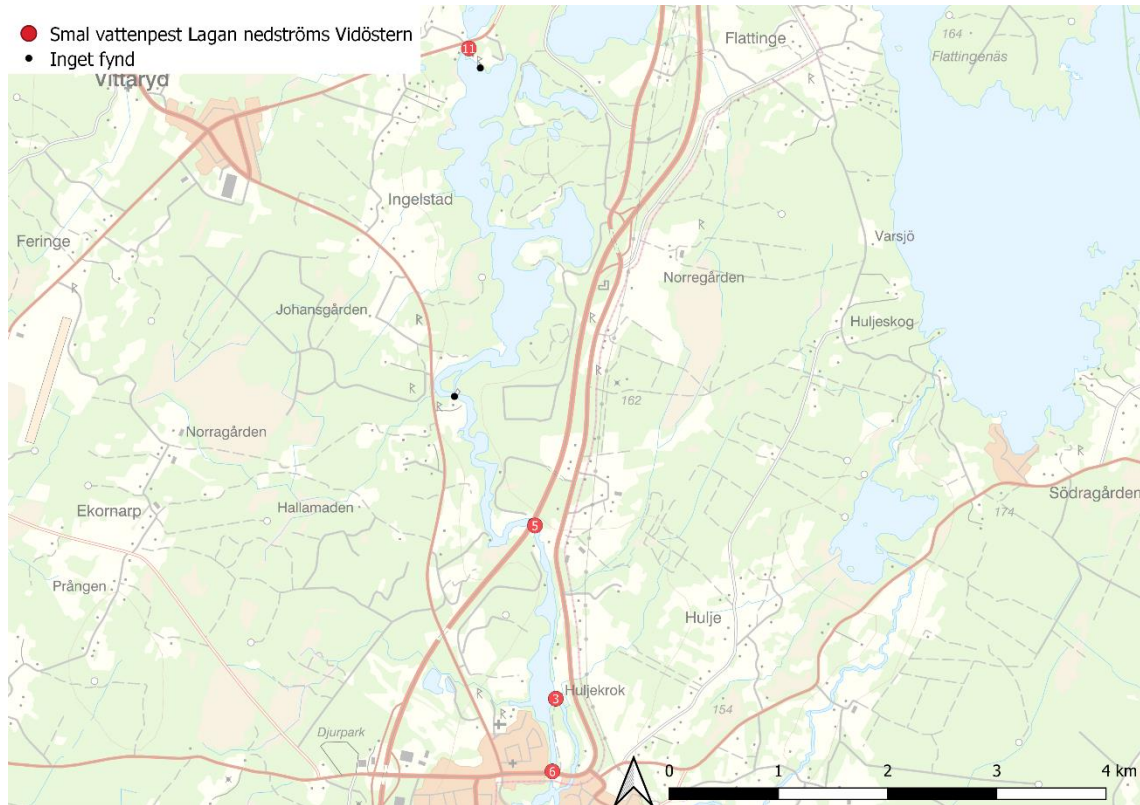 Smal vattenpest Lagan nedströms Vidöstern
Inget fynd
Vittaryd
11
R
Flattinge
164
Flattingenäs
Ingelstad
Feringe
R
R
Varsjö
Norregården
Johansgården
R
Huljeskog
R
R
R
162
R
Norragården
Södragården
Hallamaden
Ekornarp
174
5
Prången
Hulje
3
Huljekrok
R
154
Djurpark
6
0 1 2 3 4 km